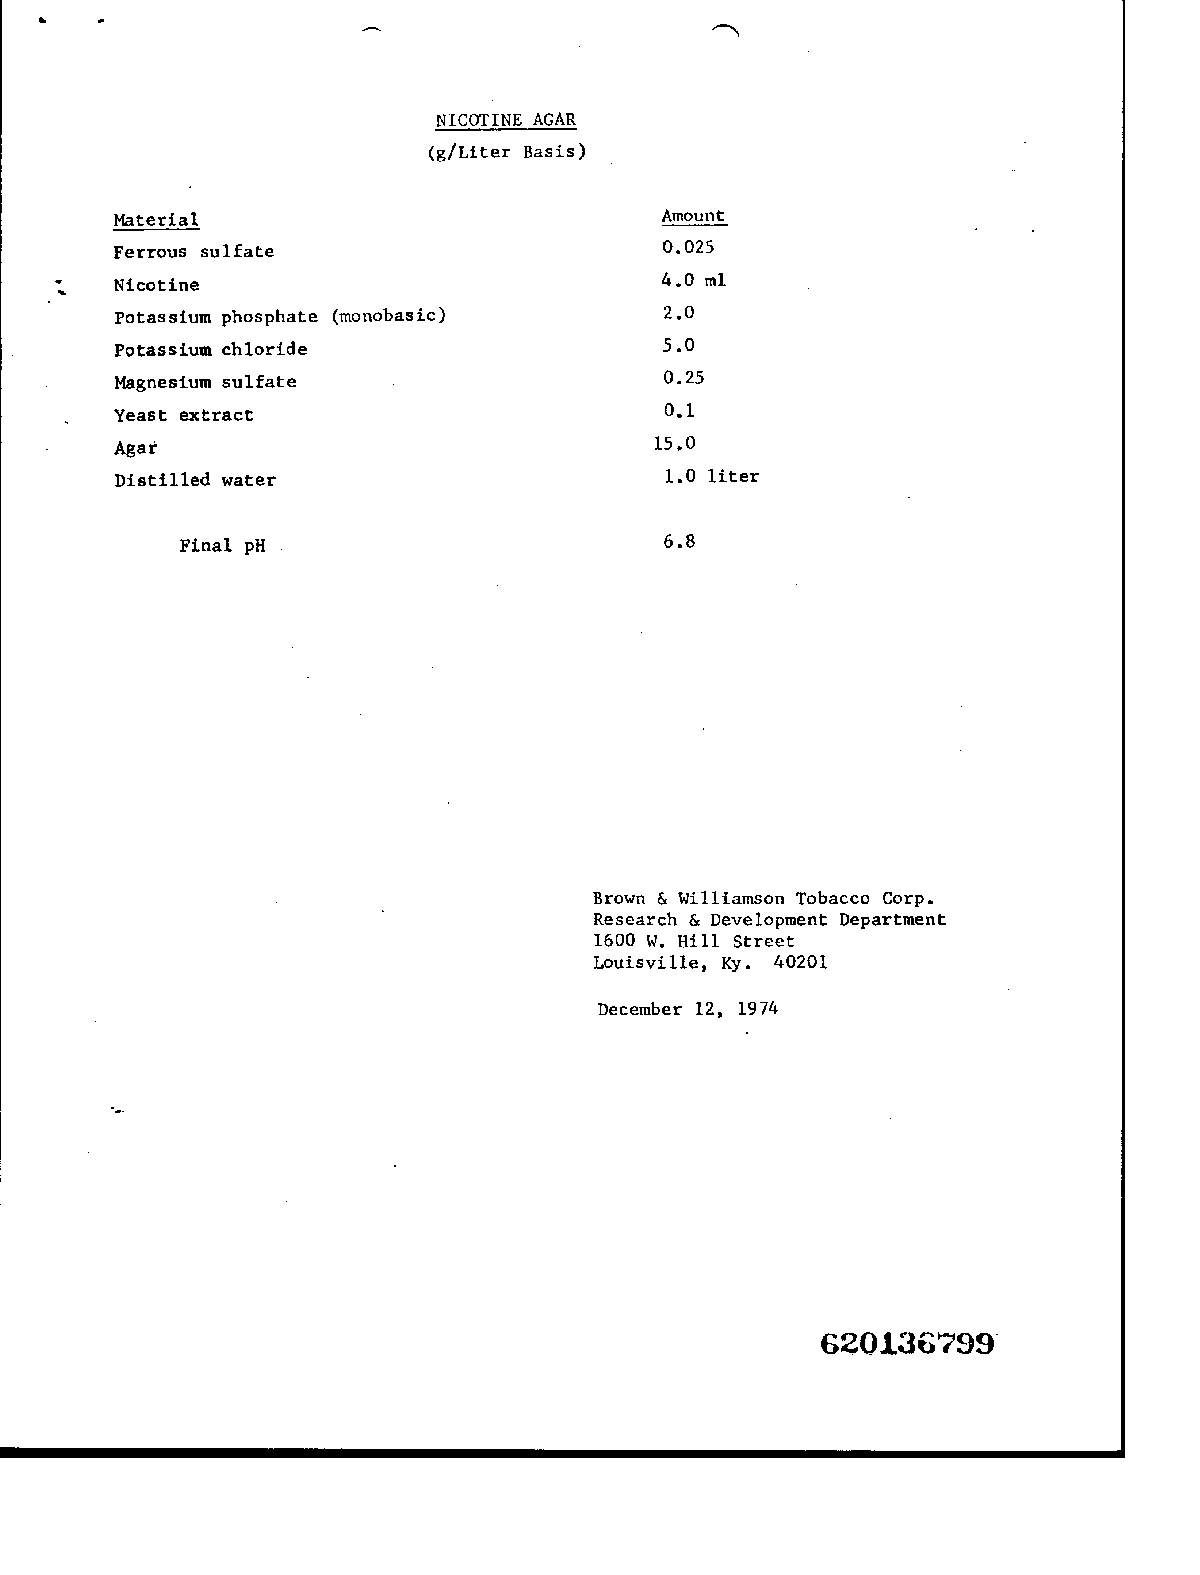 NICOTINE AGAR
(g/Liter Basis)
Material Amount
Ferrous sulfate 0.025
Nicotine 4.0 ml
Potassium phosphate (monobasic) 2.0
Potassium chloride 5.0
Magnesium sulfate 0.25
Yeast extract 0.1
Agar 15.0
Distilled water 1.0 liter
Final pH 6.8
Brown & Williamson Tobacco Corp.
Research & Development Department
1600 W. Hill Street
Louisville, Ky. 40201
December 12, 1974
620136799